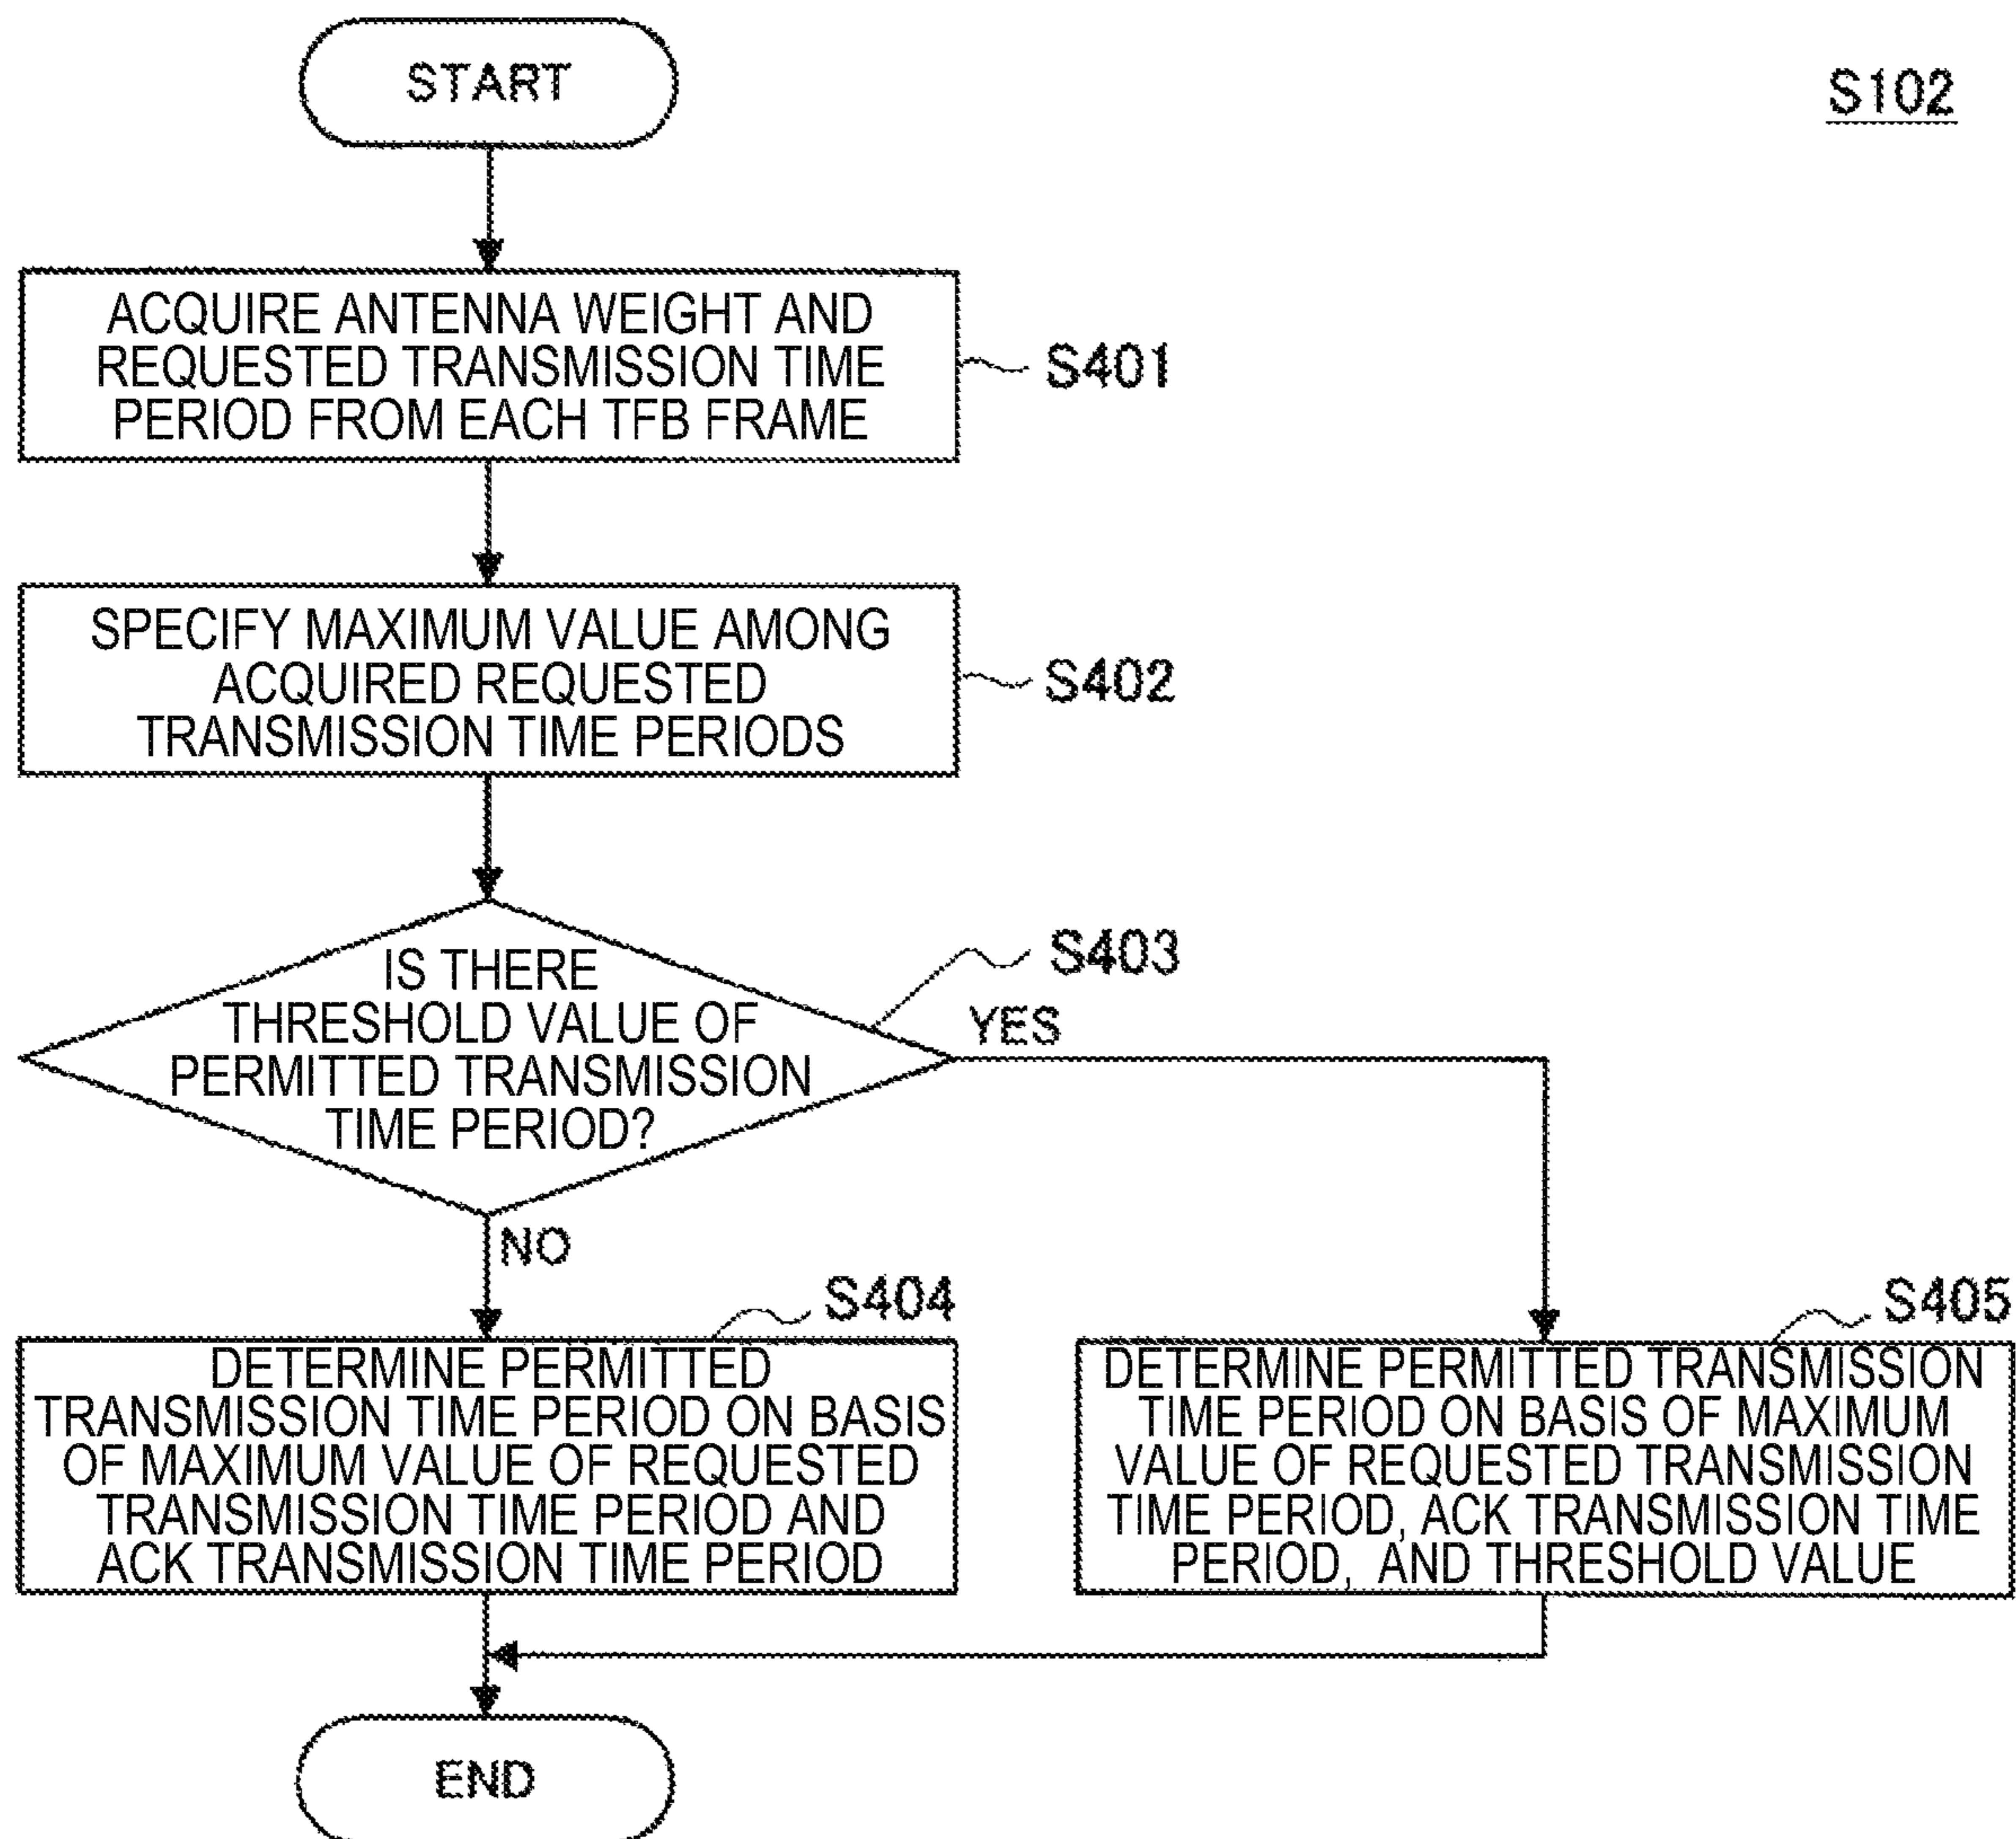 START
S102
ACQUIRE ANTENNA WEIGHT AND
REQUESTED TRANSMISSION TIME
PERIOD FROM EACH TFB FRAME
S401
SPECIFY MAXIMUM VALUE AMONG
ACQUIRED REQUESTED
TRANSMISSION TIME PERIODS
S402
IS THERE
THRESHOLD VALUE OF
PERMITTED TRANSMISSION
TIME PERIOD?
S403
YES
NO
S404
DETERMINE PERMITTED
TRANSMISSION TIME PERIOD ON BASIS
OF MAXIMUM VALUE OF REQUESTED
TRANSMISSION TIME PERIOD AND
ACK TRANSMISSION TIME PERIOD
S405
DETERMINE PERMITTED TRANSMISSION
TIME PERIOD ON BASIS OF MAXIMUM
VALUE OF REQUESTED TRANSMISSION
TIME PERIOD, ACK TRANSMISSION TIME
PERIOD, AND THRESHOLD VALUE
END